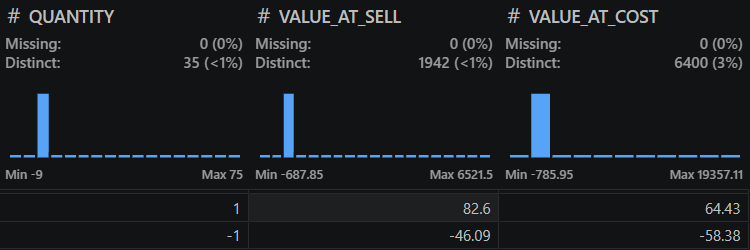 # QUANTITY # VALUE_AT_SELL # VALUE_AT_COST
Missing: 0 (0%) Missing: 0 (0%) Missing: 0 (0%)
Distinct: 35 (<1%) Distinct: 1942 (<1%) Distinct: 6400 (3%)
Min -9 Max 75 Min -687.85 Max 6521.5 Min -785.95 Max 19357.11
1 82.6 64.43
-1 -46.09 -58.38